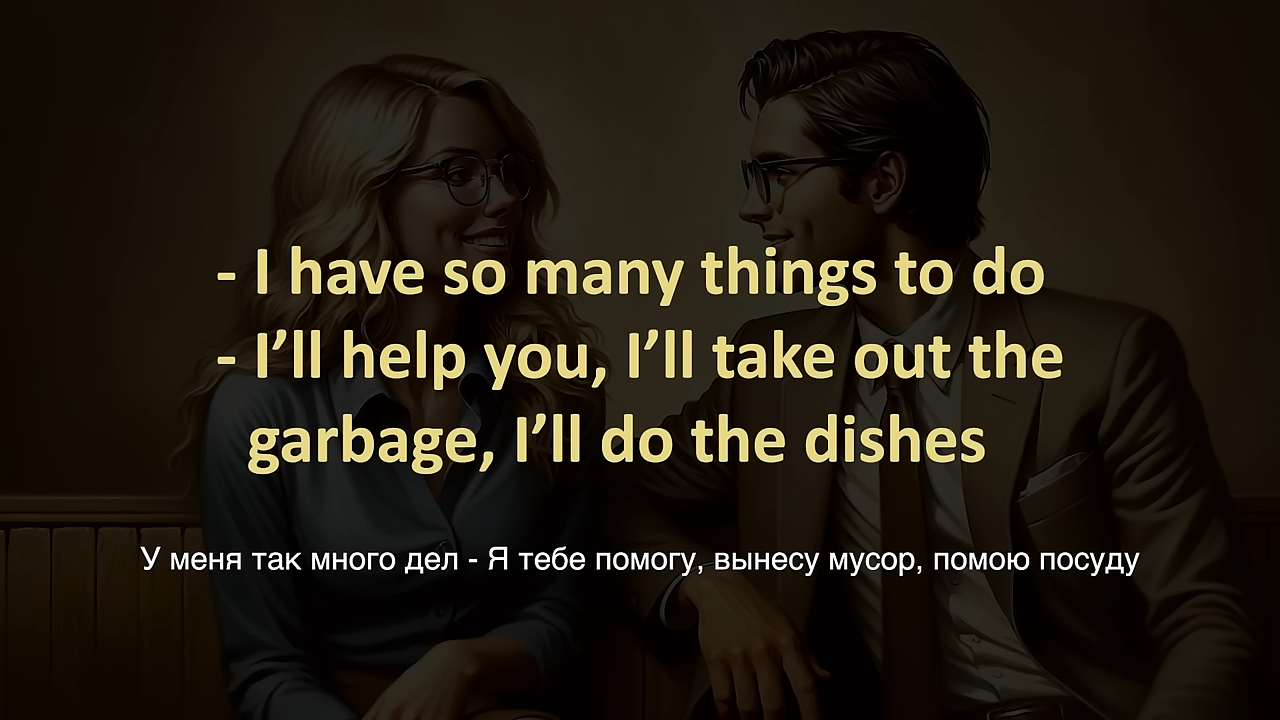 - I have so many things to do
- I’ll help you, I’ll take out the
garbage, I’ll do the dishes
У меня так много дел - Я тебе помогу, вынесу мусор, помою посуду